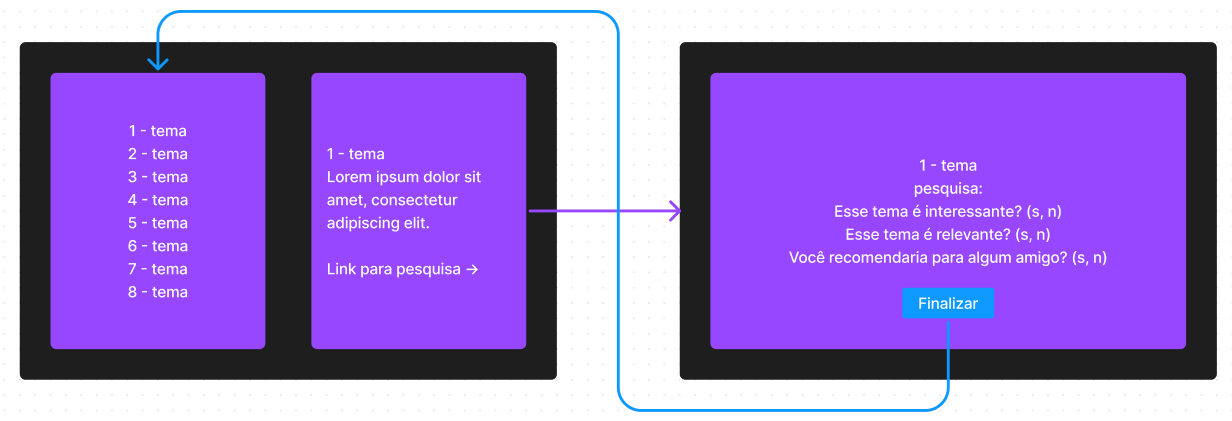 1 - tema
2 - tema
3 - tema
4 - tema
5 - tema
6 - tema
7 - tema
8 - tema
1 - tema
Lorem ipsum dolor sit
amet, consectetur
adipiscing elit.
Link para pesquisa →
1 - tema
pesquisa:
Esse tema é interessante? (s, n)
Esse tema é relevante? (s, n)
Você recomendaria para algum amigo? (s, n)
Finalizar